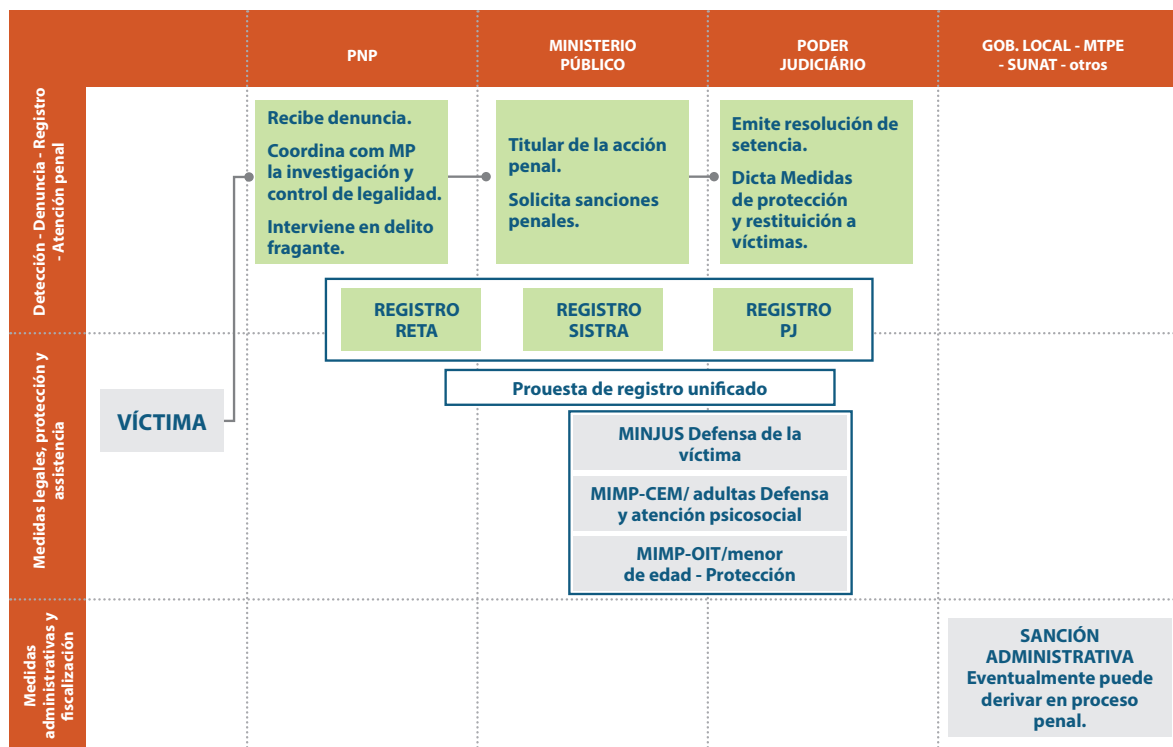 PNP
MINISTERIO
PÚBLICO
PODER
JUDICIÁRIO
GOB. LOCAL - MTPE
- SUNAT - otros
Detección - Denuncia - Registro
- Atención penal
Recibe denuncia.
Coordina com MP
la investigación y
control de legalidad.
Interviene en delito
fragante.
Titular de la acción
penal.
Solicita sanciones
penales.
Emite resolución de
setencia.
Dicta Medidas
de protección
y restituición a
víctimas.
REGISTRO
RETA
REGISTRO
SISTRA
REGISTRO
PJ
Medidas legales, protección y
assistencia
VÍCTIMA
Prouesta de registro unificado
MINJUS Defensa de la
víctima
MIMP-CEM/ adultas Defensa
y atención psicosocial
MIMP-OIT/menor
de edad - Protección
Medidas
administrativas y
fiscalización
SANCIÓN
ADMINISTRATIVA
Eventualmente puede
derivar en proceso
penal.